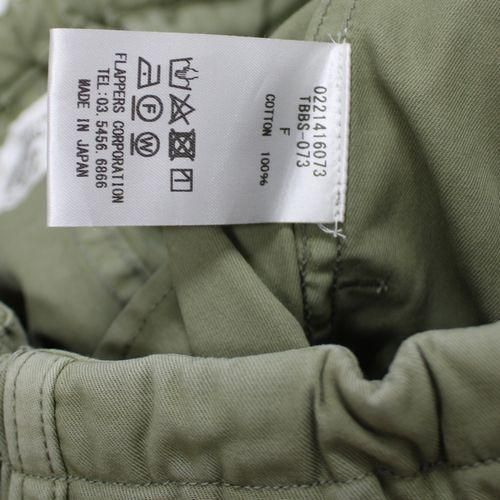 0221416073
TBBS-073
F
COTTON 100%
FLAPPERS CORPORATION
TEL:03.5456.6866
MADE IN JAPAN